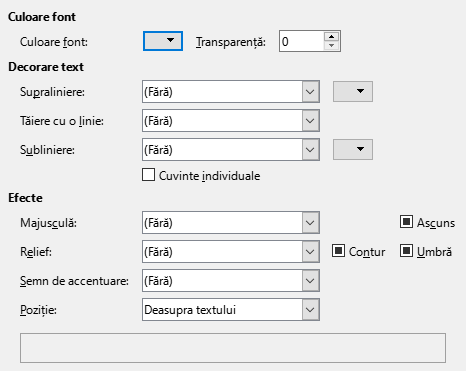 Culoare font
Culoare font: Transparență: 0
Decorare text
Supraliniere: (Fără)
Tăiere cu o linie: (Fără)
Subliniere: (Fără)
Cuvinte individuale
Efecte
Majusculă: (Fără) Ascuns
Relief: (Fără) Contur Umbră
Semn de accentuare: (Fără)
Poziție: Deasupra textului